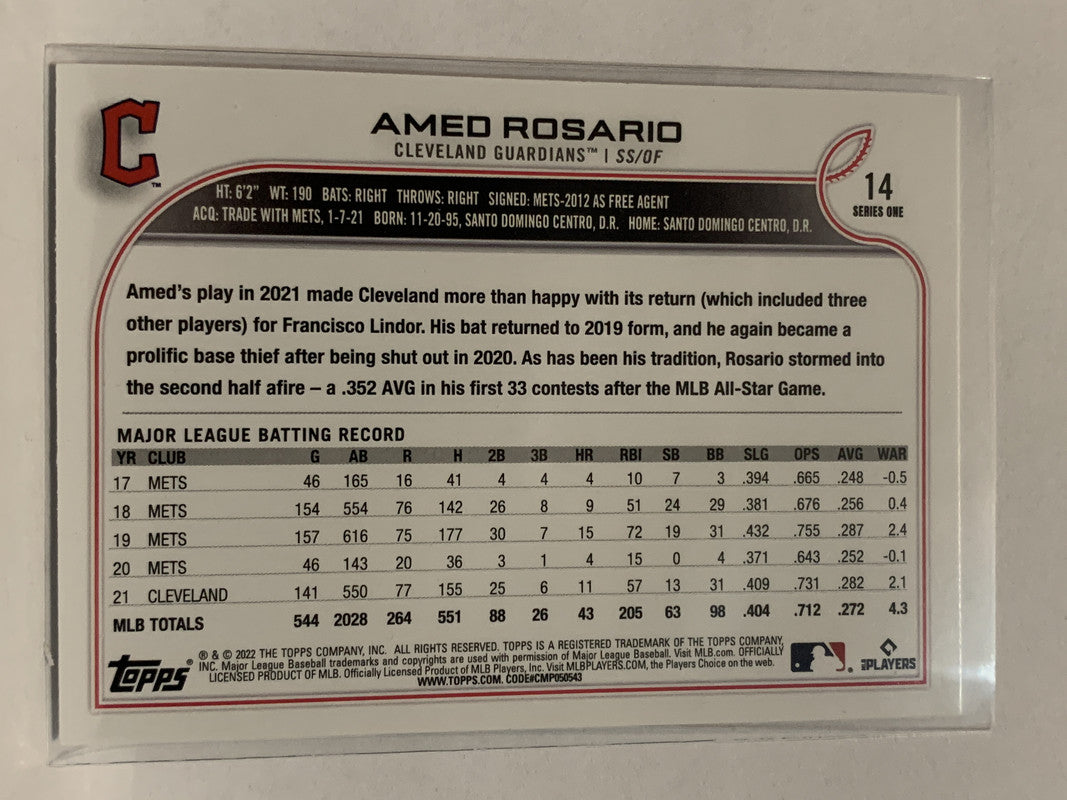 C™
AMED ROSARIO
CLEVELAND GUARDIANS™ | SS/OF
14
SERIES ONE
HT: 6'2" WT: 190 BATS: RIGHT THROWS: RIGHT SIGNED: METS-2012 AS FREE AGENT
ACQ: TRADE WITH METS, 1-7-21 BORN: 11-20-95, SANTO DOMINGO CENTRO, D.R. HOME: SANTO DOMINGO CENTRO, D.R.
Amed's play in 2021 made Cleveland more than happy with its return (which included three
other players) for Francisco Lindor. His bat returned to 2019 form, and he again became a
prolific base thief after being shut out in 2020. As has been his tradition, Rosario stormed into
the second half afire – a .352 AVG in his first 33 contests after the MLB All-Star Game.
MAJOR LEAGUE BATTING RECORD
YR CLUB G AB R H 2B 3B HR RBI SB BB SLG OPS AVG WAR
17 METS 46 165 16 41 4 4 4 10 7 3 .394 .665 .248 -0.5
18 METS 154 554 76 142 26 8 9 51 24 29 .381 .676 .256 0.4
19 METS 157 616 75 177 30 7 15 72 19 31 .432 .755 .287 2.4
20 METS 46 143 20 36 3 1 4 15 0 4 .371 .643 .252 -0.1
21 CLEVELAND 141 550 77 155 25 6 11 57 13 31 .409 .731 .282 2.1
MLB TOTALS 544 2028 264 551 88 26 43 205 63 98 .404 .712 .272 4.3
topps®
® & © 2022 THE TOPPS COMPANY, INC. ALL RIGHTS RESERVED. TOPPS IS A REGISTERED TRADEMARK OF THE TOPPS COMPANY,
INC. Major League Baseball trademarks and copyrights are used with permission of Major League Baseball. Visit MLB.com. OFFICIALLY
LICENSED PRODUCT OF MLB. Officially Licensed Product of MLB Players, Inc. Visit MLBPLAYERS.COM, the Players Choice on the web.
WWW.TOPPS.COM. CODE#CMP050543
PLAYERS